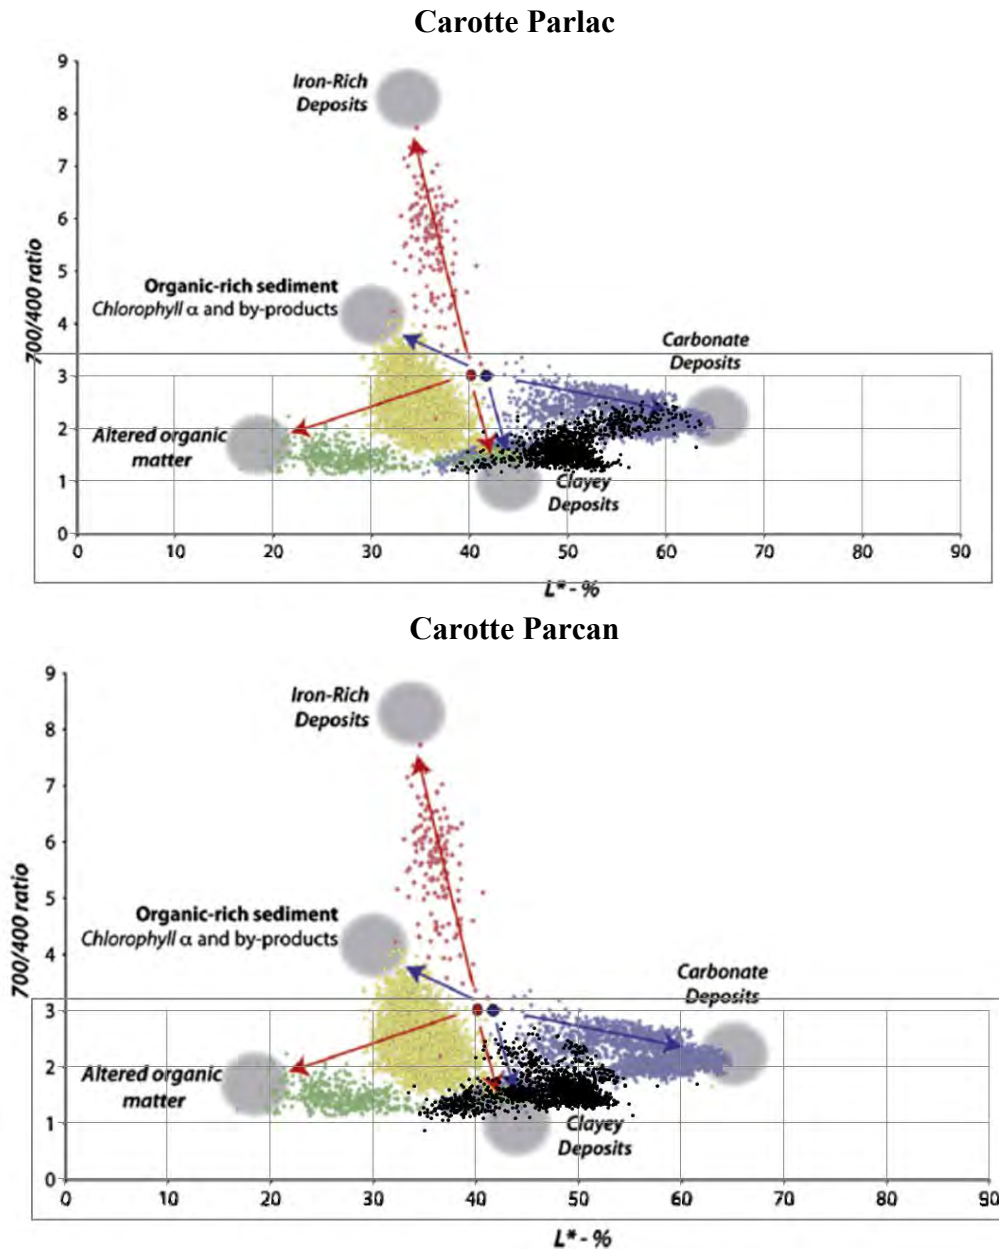 Carotte Parlac
9
Iron-Rich
Deposits
8
7
6
5
Organic-rich sediment
Chlorophyll α and by-products
4
700/400 ratio
Carbonate
Deposits
3
2
Altered organic
matter
1
Clayey
Deposits
0
0 10 20 30 40 50 60 70 80 90
L* - %
Carotte Parcan
9
Iron-Rich
Deposits
8
7
6
5
Organic-rich sediment
Chlorophyll α and by-products
4
700/400 ratio
Carbonate
Deposits
3
2
Altered organic
matter
1
Clayey
Deposits
0
0 10 20 30 40 50 60 70 80 90
L* - %